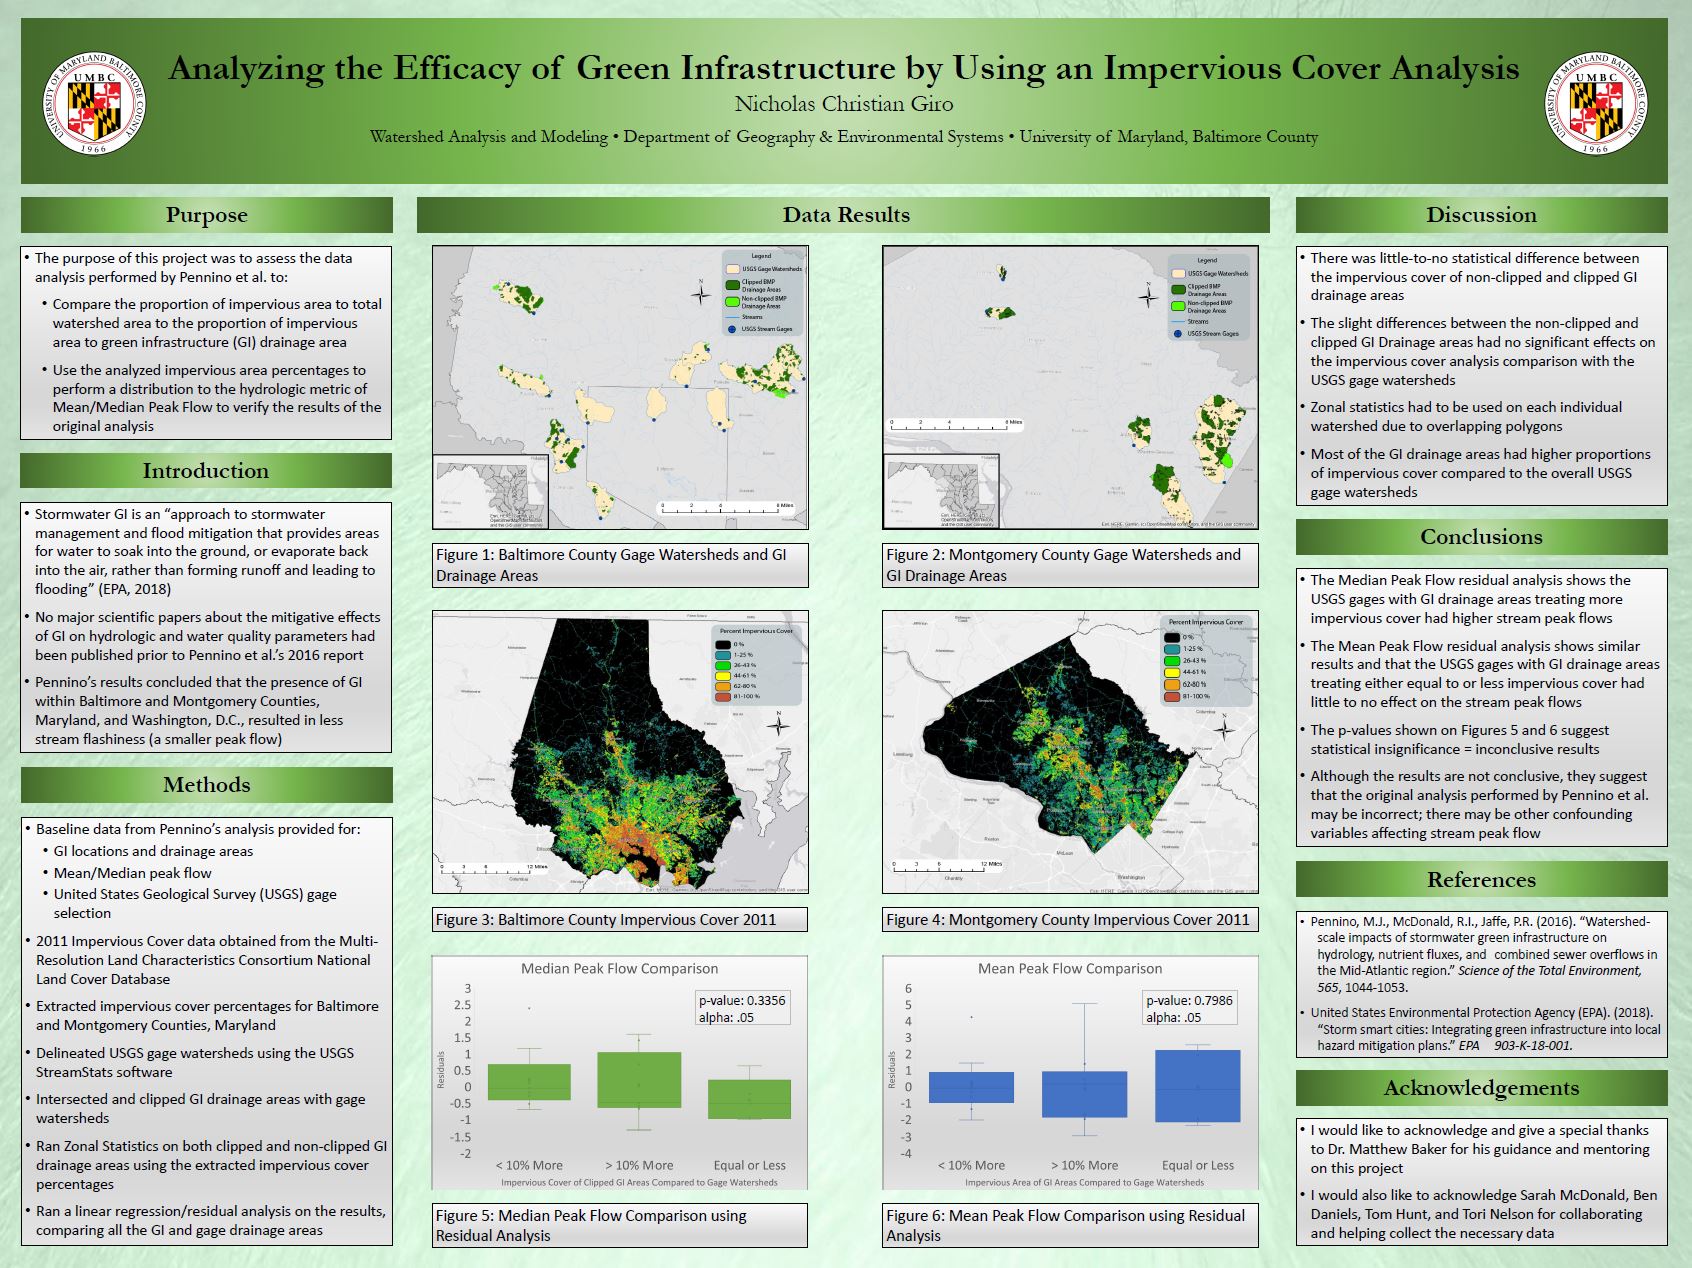 Analyzing the Efficacy of Green Infrastructure by Using an Impervious Cover Analysis
Nicholas Christian Giro
Watershed Analysis and Modeling • Department of Geography & Environmental Systems • University of Maryland, Baltimore County
UNIVERSITY OF MARYLAND BALTIMORE COUNTY
UMBC
1966
UNIVERSITY OF MARYLAND BALTIMORE COUNTY
UMBC
1966
Purpose
• The purpose of this project was to assess the data
analysis performed by Pennino et al. to:
• Compare the proportion of impervious area to total
watershed area to the proportion of impervious
area to green infrastructure (GI) drainage area
• Use the analyzed impervious area percentages to
perform a distribution to the hydrologic metric of
Mean/Median Peak Flow to verify the results of the
original analysis
Introduction
• Stormwater GI is an “approach to stormwater
management and flood mitigation that provides areas
for water to soak into the ground, or evaporate back
into the air, rather than forming runoff and leading to
flooding” (EPA, 2018)
• No major scientific papers about the mitigative effects
of GI on hydrologic and water quality parameters had
been published prior to Pennino et al.’s 2016 report
• Pennino’s results concluded that the presence of GI
within Baltimore and Montgomery Counties,
Maryland, and Washington, D.C., resulted in less
stream flashiness (a smaller peak flow)
Methods
• Baseline data from Pennino’s analysis provided for:
• GI locations and drainage areas
• Mean/Median peak flow
• United States Geological Survey (USGS) gage
selection
• 2011 Impervious Cover data obtained from the Multi-
Resolution Land Characteristics Consortium National
Land Cover Database
• Extracted impervious cover percentages for Baltimore
and Montgomery Counties, Maryland
• Delineated USGS gage watersheds using the USGS
StreamStats software
• Intersected and clipped GI drainage areas with gage
watersheds
• Ran Zonal Statistics on both clipped and non-clipped GI
drainage areas using the extracted impervious cover
percentages
• Ran a linear regression/residual analysis on the results,
comparing all the GI and gage drainage areas
Data Results
Legend
USGS Gage Watersheds
Clipped BMP
Drainage Areas
Non-clipped BMP
Drainage Areas
Streams
USGS Stream Gages
N
0 2 4 8 Miles
Figure 1: Baltimore County Gage Watersheds and GI
Drainage Areas
Legend
USGS Gage Watersheds
Clipped BMP
Drainage Areas
Non-clipped BMP
Drainage Areas
Streams
USGS Stream Gages
N
0 2 4 8 Miles
Figure 2: Montgomery County Gage Watersheds and
GI Drainage Areas
Percent Impervious Cover
0 %
1-25 %
26-43 %
44-61 %
62-80 %
81-100 %
N
0 3 6 12 Miles
Figure 3: Baltimore County Impervious Cover 2011
Percent Impervious Cover
0 %
1-25 %
26-43 %
44-61 %
62-80 %
81-100 %
N
0 3 6 12 Miles
Figure 4: Montgomery County Impervious Cover 2011
Median Peak Flow Comparison
p-value: 0.3356
alpha: .05
Residuals
3
2.5
2
1.5
1
0.5
0
-0.5
-1
-1.5
-2
< 10% More > 10% More Equal or Less
Impervious Cover of Clipped GI Areas Compared to Gage Watersheds
Figure 5: Median Peak Flow Comparison using
Residual Analysis
Mean Peak Flow Comparison
p-value: 0.7986
alpha: .05
Residuals
6
5
4
3
2
1
0
-1
-2
-3
-4
< 10% More > 10% More Equal or Less
Impervious Area of GI Areas Compared to Gage Watersheds
Figure 6: Mean Peak Flow Comparison using Residual
Analysis
Discussion
• There was little-to-no statistical difference between
the impervious cover of non-clipped and clipped GI
drainage areas
• The slight differences between the non-clipped and
clipped GI Drainage areas had no significant effects on
the impervious cover analysis comparison with the
USGS gage watersheds
• Zonal statistics had to be used on each individual
watershed due to overlapping polygons
• Most of the GI drainage areas had higher proportions
of impervious cover compared to the overall USGS
gage watersheds
Conclusions
• The Median Peak Flow residual analysis shows the
USGS gages with GI drainage areas treating more
impervious cover had higher stream peak flows
• The Mean Peak Flow residual analysis shows similar
results and that the USGS gages with GI drainage areas
treating either equal to or less impervious cover had
little to no effect on the stream peak flows
• The p-values shown on Figures 5 and 6 suggest
statistical insignificance = inconclusive results
• Although the results are not conclusive, they suggest
that the original analysis performed by Pennino et al.
may be incorrect; there may be other confounding
variables affecting stream peak flow
References
• Pennino, M.J., McDonald, R.I., Jaffe, P.R. (2016). “Watershed-
scale impacts of stormwater green infrastructure on
hydrology, nutrient fluxes, and combined sewer overflows in
the Mid-Atlantic region.” Science of the Total Environment,
565, 1044-1053.
• United States Environmental Protection Agency (EPA). (2018).
“Storm smart cities: Integrating green infrastructure into local
hazard mitigation plans.” EPA 903-K-18-001.
Acknowledgements
• I would like to acknowledge and give a special thanks
to Dr. Matthew Baker for his guidance and mentoring
on this project
• I would also like to acknowledge Sarah McDonald, Ben
Daniels, Tom Hunt, and Tori Nelson for collaborating
and helping collect the necessary data